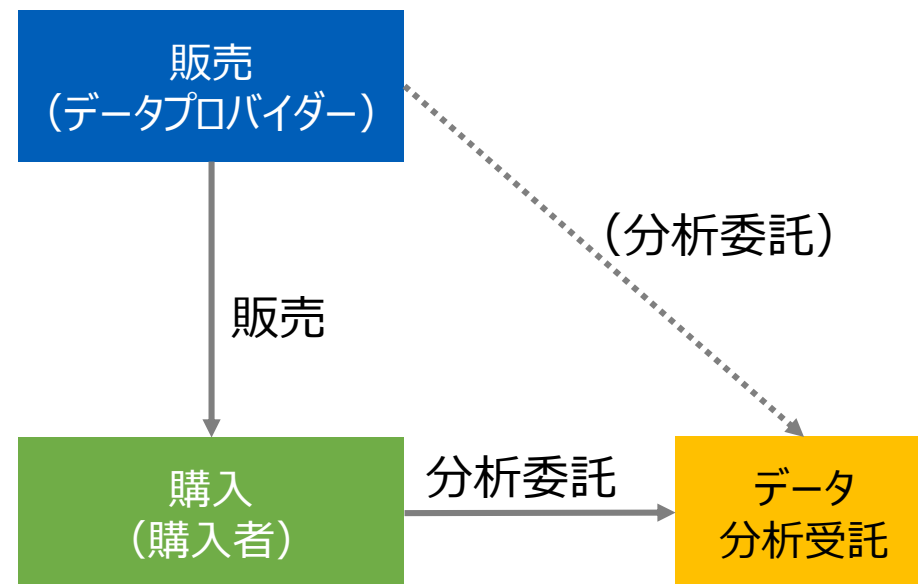 販売
（データプロバイダー）
（分析委託）
販売
分析委託
購入
（購入者）
データ
分析受託